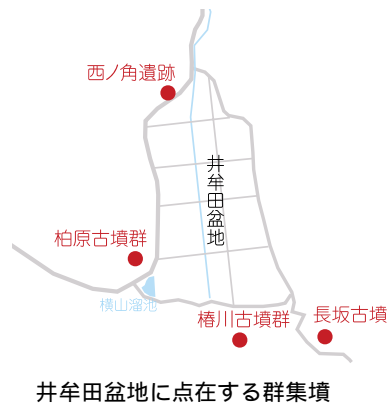 西ノ角遺跡
井牟田盆地
柏原古墳群
横山溜池
椿川古墳群
長坂古墳
井牟田盆地に点在する群集墳